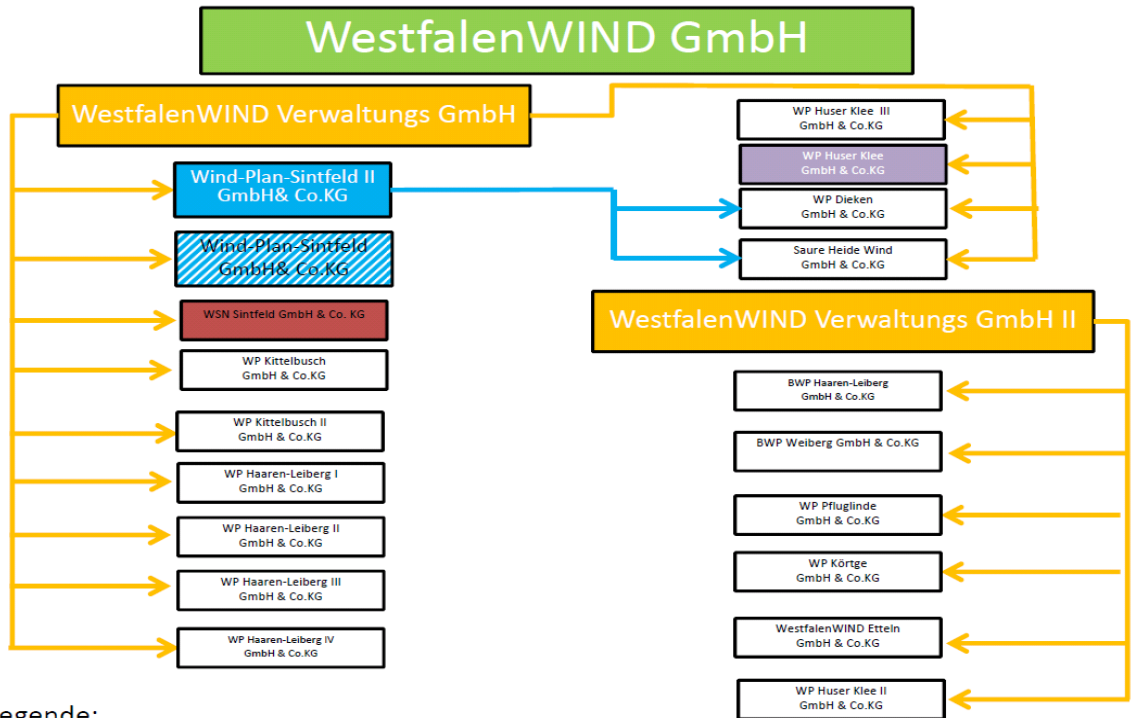 WestfalenWIND GmbH
WestfalenWIND Verwaltungs GmbH
Wind-Plan-Sintfeld II
GmbH& Co.KG
Wind-Plan-Sintfeld
GmbH& Co.KG
WSN Sintfeld GmbH & Co. KG
WP Kittelbusch
GmbH & Co.KG
WP Kittelbusch II
GmbH & Co.KG
WP Haaren-Leiberg I
GmbH & Co.KG
WP Haaren-Leiberg II
GmbH & Co.KG
WP Haaren-Leiberg III
GmbH & Co.KG
WP Haaren-Leiberg IV
GmbH & Co.KG
WP Huser Klee III
GmbH & Co.KG
WP Huser Klee
GmbH & Co.KG
WP Dieken
GmbH & Co.KG
Saure Heide Wind
GmbH & Co.KG
WestfalenWIND Verwaltungs GmbH II
BWP Haaren-Leiberg
GmbH & Co.KG
BWP Weiberg GmbH & Co.KG
WP Pfluglinde
GmbH & Co.KG
WP Körtge
GmbH & Co.KG
WestfalenWIND Etteln
GmbH & Co.KG
WP Huser Klee II
GmbH & Co.KG
egende: